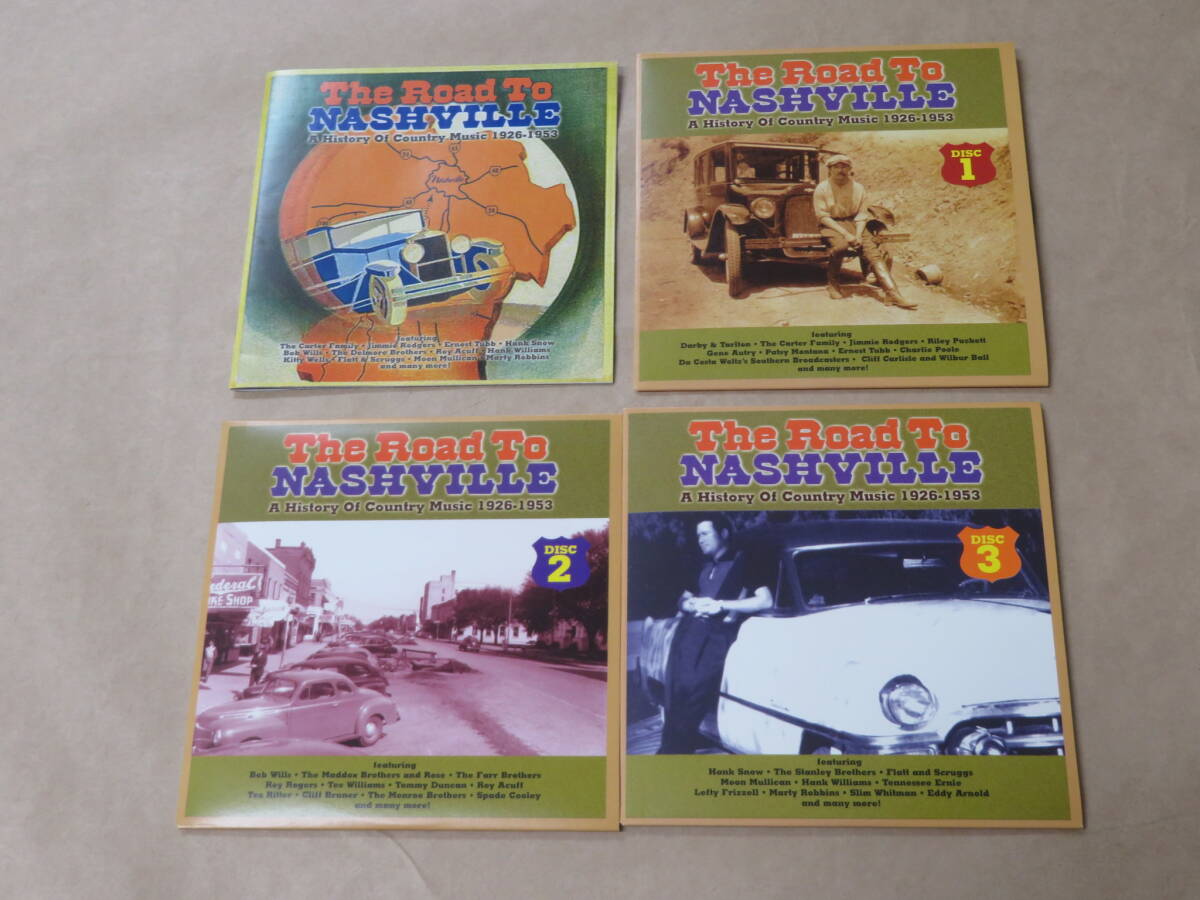 The Road To
NASHVILLE
A History Of Country Music 1926-1953
Nashville
featuring
The Carter Family • Jimmie Rodgers • Ernest Tubb • Hank Snow
Bob Wills • The Delmore Brothers • Roy Acuff • Hank Williams
Kitty Wells • Flatt & Scruggs • Moon Mullican • Marty Robbins
and many more!
The Road To
NASHVILLE
A History Of Country Music 1926-1953
DISC
1
featuring
Darby & Tarlton • The Carter Family • Jimmie Rodgers • Riley Puckett
Gene Autry • Patsy Montana • Ernest Tubb • Charlie Poole
Da Costa Woltz's Southern Broadcasters • Cliff Carlisle and Wilbur Ball
and many more!
The Road To
NASHVILLE
A History Of Country Music 1926-1953
DISC
2
ederal
KE SHOP
featuring
Bob Wills • The Maddox Brothers and Rose • The Farr Brothers
Roy Rogers • Tex Williams • Tommy Duncan • Roy Acuff
Tex Ritter • Cliff Bruner • The Monroe Brothers • Spade Cooley
and many more!
The Road To
NASHVILLE
A History Of Country Music 1926-1953
DISC
3
featuring
Hank Snow • The Stanley Brothers • Flatt and Scruggs
Moon Mullican • Hank Williams • Tennessee Ernie
Lefty Frizzell • Marty Robbins • Slim Whitman • Eddy Arnold
and many more!